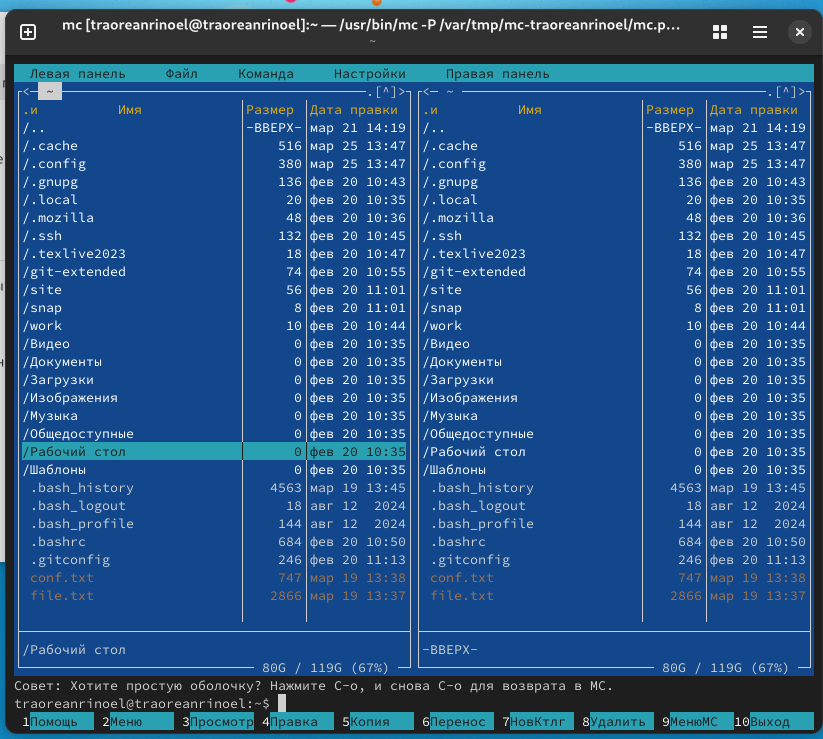 mc [traoreanrinoel@traoreanrinoel]:~ — /usr/bin/mc -P /var/tmp/mc-traoreanrinoel/mc.p…
~
Левая панель Файл Команда Настройки Правая панель
<— ~ .[^]> <— ~ .[^]>
.и Имя Размер Дата правки .и Имя Размер Дата правки
/.. -ВВЕРХ- мар 21 14:19 /.. -ВВЕРХ- мар 21 14:19
/.cache 516 мар 25 13:47 /.cache 516 мар 25 13:47
/.config 380 мар 25 13:47 /.config 380 мар 25 13:47
/.gnupg 136 фев 20 10:43 /.gnupg 136 фев 20 10:43
/.local 20 фев 20 10:35 /.local 20 фев 20 10:35
/.mozilla 48 фев 20 10:36 /.mozilla 48 фев 20 10:36
/.ssh 132 фев 20 10:45 /.ssh 132 фев 20 10:45
/.texlive2023 18 фев 20 10:47 /.texlive2023 18 фев 20 10:47
/git-extended 74 фев 20 10:55 /git-extended 74 фев 20 10:55
/site 56 фев 20 11:01 /site 56 фев 20 11:01
/snap 8 фев 20 11:01 /snap 8 фев 20 11:01
/work 10 фев 20 10:44 /work 10 фев 20 10:44
/Видео 0 фев 20 10:35 /Видео 0 фев 20 10:35
/Документы 0 фев 20 10:35 /Документы 0 фев 20 10:35
/Загрузки 0 фев 20 10:35 /Загрузки 0 фев 20 10:35
/Изображения 0 фев 20 10:35 /Изображения 0 фев 20 10:35
/Музыка 0 фев 20 10:35 /Музыка 0 фев 20 10:35
/Общедоступные 0 фев 20 10:35 /Общедоступные 0 фев 20 10:35
/Рабочий стол 0 фев 20 10:35 /Рабочий стол 0 фев 20 10:35
/Шаблоны 0 фев 20 10:35 /Шаблоны 0 фев 20 10:35
.bash_history 4563 мар 19 13:45 .bash_history 4563 мар 19 13:45
.bash_logout 18 авг 12 2024 .bash_logout 18 авг 12 2024
.bash_profile 144 авг 12 2024 .bash_profile 144 авг 12 2024
.bashrc 684 фев 20 10:50 .bashrc 684 фев 20 10:50
.gitconfig 246 фев 20 11:13 .gitconfig 246 фев 20 11:13
conf.txt 747 мар 19 13:38 conf.txt 747 мар 19 13:38
file.txt 2866 мар 19 13:37 file.txt 2866 мар 19 13:37
/Рабочий стол -ВВЕРХ-
80G / 119G (67%) 80G / 119G (67%)
Совет: Хотите простую оболочку? Нажмите C-o, и снова C-o для возврата в MC.
traoreanrinoel@traoreanrinoel:~$
1Помощь 2Меню 3Просмотр 4Правка 5Копия 6Перенос 7НовКтлг 8Удалить 9МенюMC 10Выход